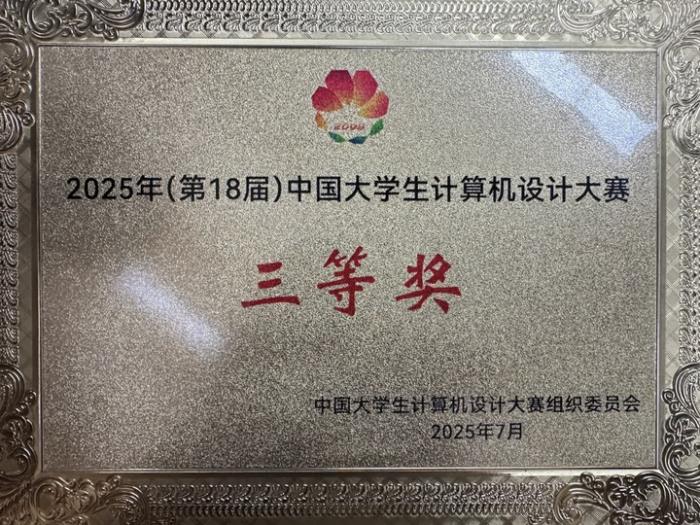 2008
2025年(第18届)中国大学生计算机设计大赛
三等奖
中国大学生计算机设计大赛组织委员会
2025年7月